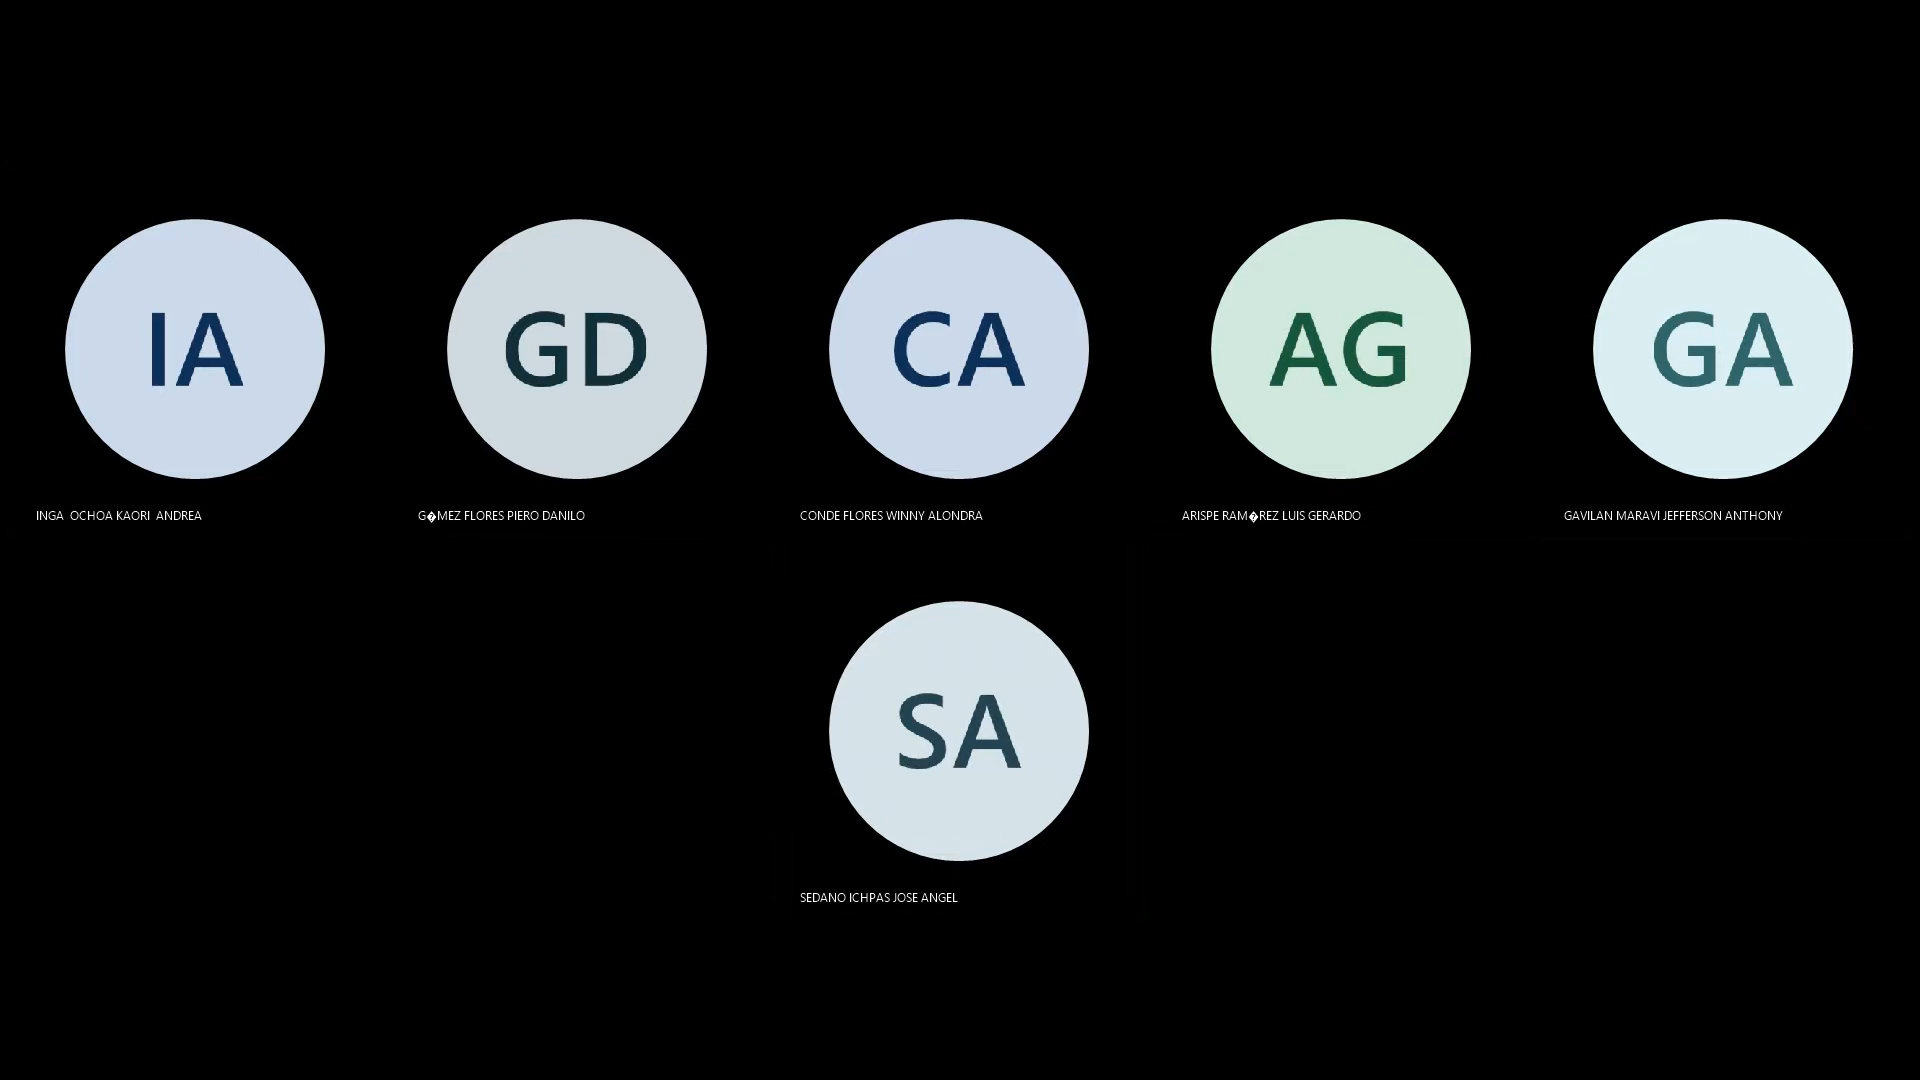 IA
GD
CA
AG
GA
INGA  OCHOA KAORI  ANDREA
G�MEZ FLORES PIERO DANILO
CONDE FLORES WINNY ALONDRA
ARISPE RAM�REZ LUIS GERARDO
GAVILAN MARAVI JEFFERSON ANTHONY
SA
SEDANO ICHPAS JOSE ANGEL